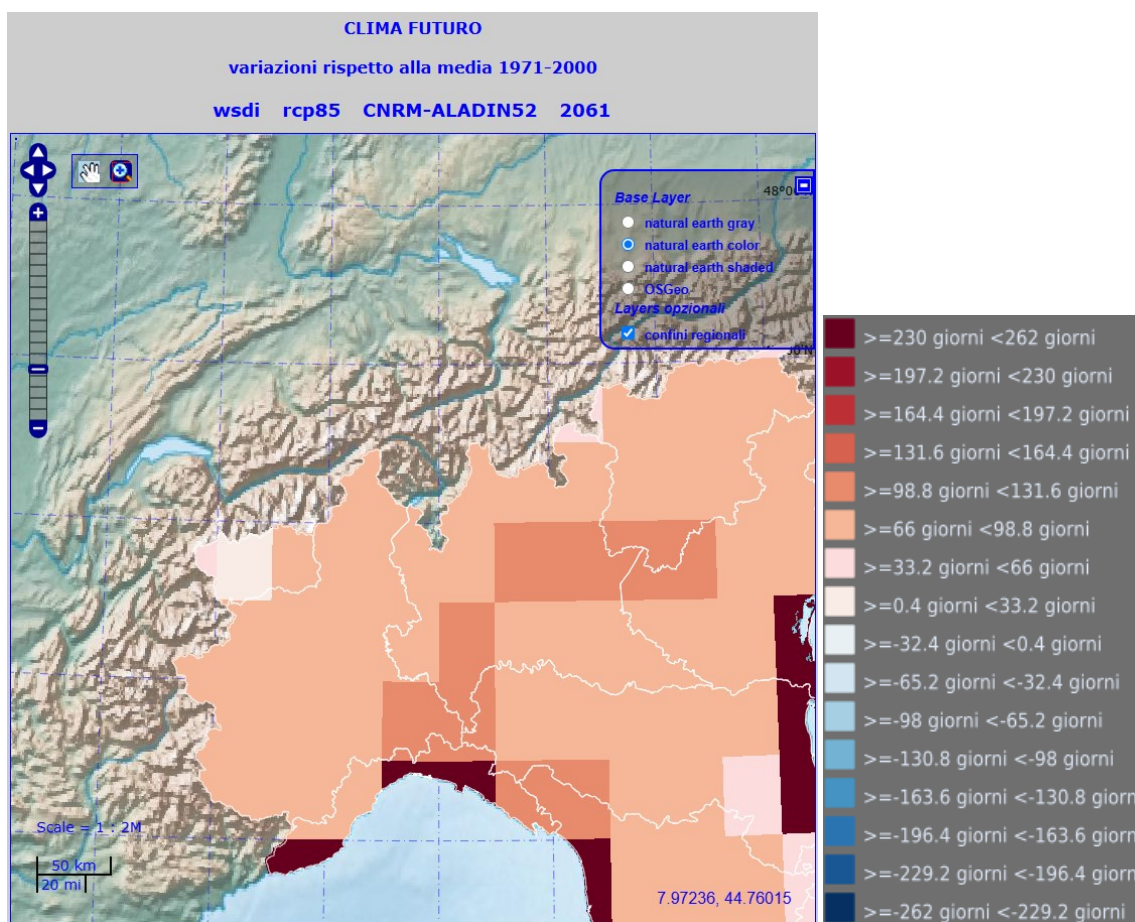 CLIMA FUTURO
variazioni rispetto alla media 1971-2000
wsdi rcp85 CNRM-ALADIN52 2061
Base Layer
natural earth gray
natural earth color
natural earth shaded
OSGeo
Layers opzionali
confini regionali
Scale = 1 : 2M
50 km
20 mi
7.97236, 44.76015
>=230 giorni <262 giorni
>=197.2 giorni <230 giorni
>=164.4 giorni <197.2 giorni
>=131.6 giorni <164.4 giorni
>=98.8 giorni <131.6 giorni
>=66 giorni <98.8 giorni
>=33.2 giorni <66 giorni
>=0.4 giorni <33.2 giorni
>=-32.4 giorni <0.4 giorni
>=-65.2 giorni <-32.4 giorni
>=-98 giorni <-65.2 giorni
>=-130.8 giorni <-98 giorni
>=-163.6 giorni <-130.8 giorn
>=-196.4 giorni <-163.6 giorn
>=-229.2 giorni <-196.4 giorn
>=-262 giorni <-229.2 giorni